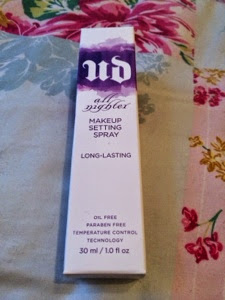 UD
all
nighter
MAKEUP
SETTING
SPRAY
LONG-LASTING
OIL FREE
PARABEN FREE
TEMPERATURE CONTROL
TECHNOLOGY
30 ml / 1.0 fl oz